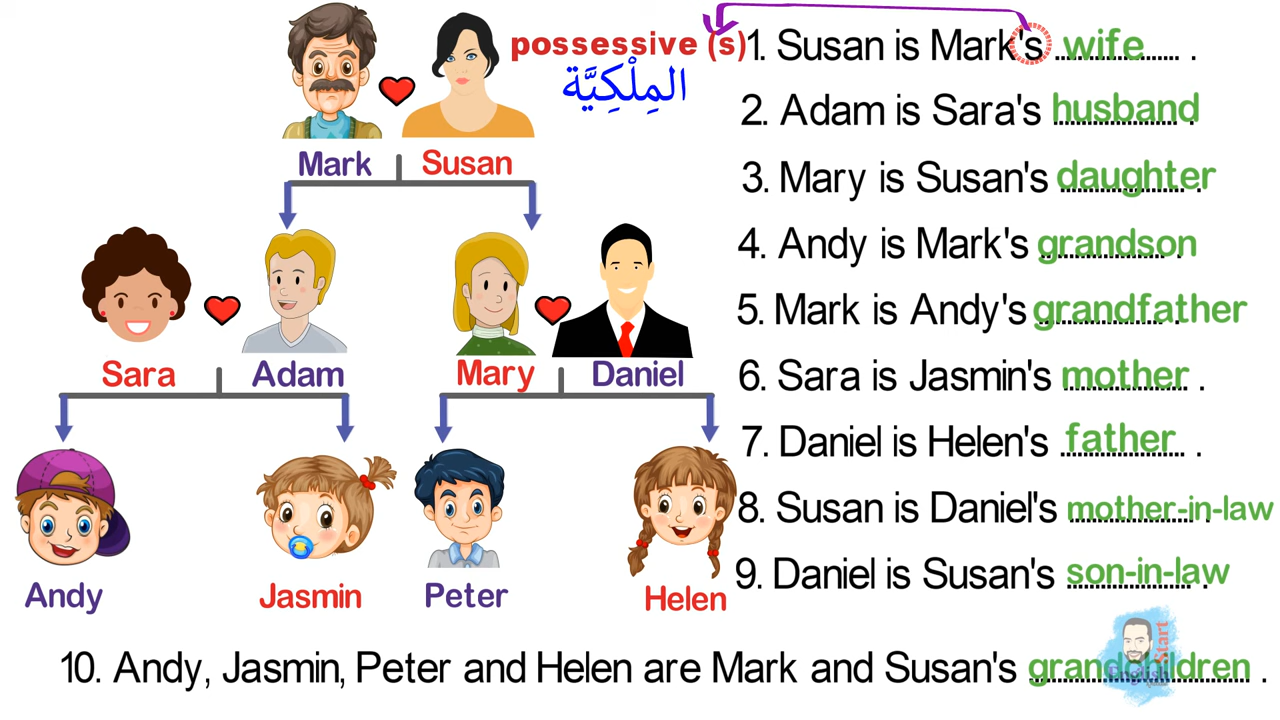 possessive (s)
المِلْكِيَّة
Mark Susan
Sara Adam Mary Daniel
Andy Jasmin Peter Helen
1. Susan is Mark's wife .
2. Adam is Sara's husband .
3. Mary is Susan's daughter .
4. Andy is Mark's grandson .
5. Mark is Andy's grandfather .
6. Sara is Jasmin's mother .
7. Daniel is Helen's father .
8. Susan is Daniel's mother-in-law .
9. Daniel is Susan's son-in-law .
10. Andy, Jasmin, Peter and Helen are Mark and Susan's grandchildren .
English
Start